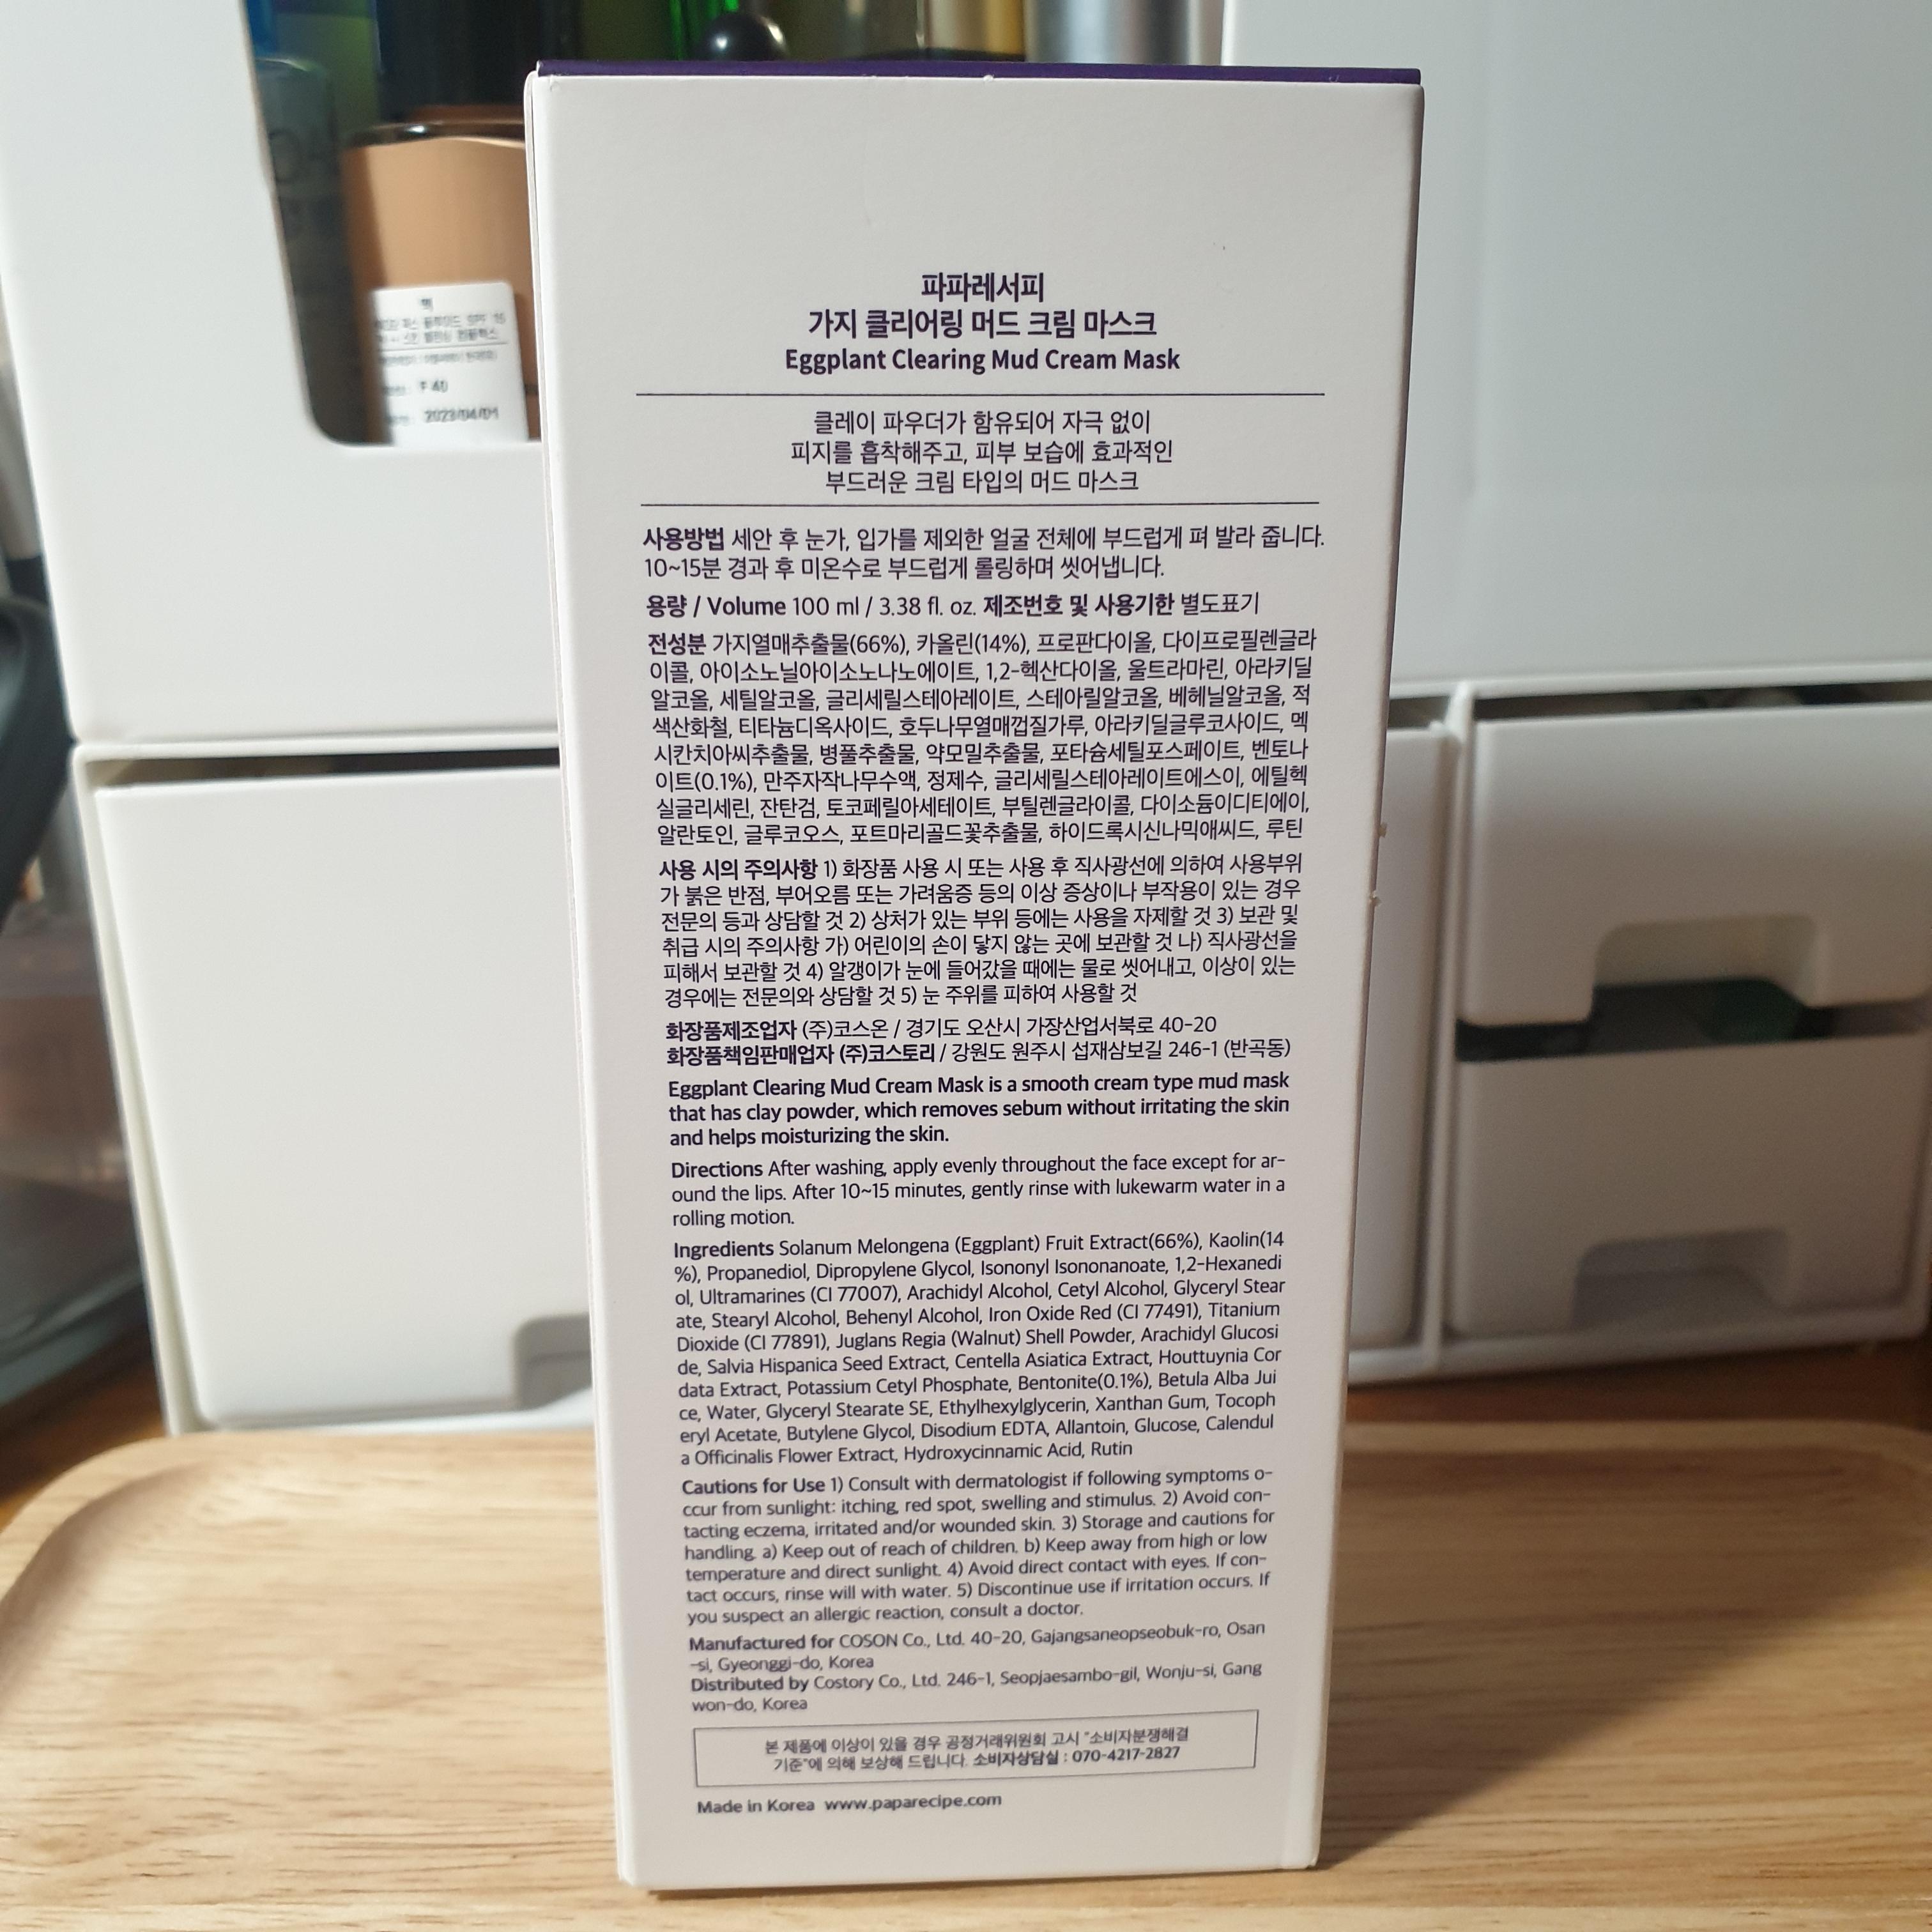 파파레서피
가지 클리어링 머드 크림 마스크
Eggplant Clearing Mud Cream Mask
클레이 파우더가 함유되어 자극 없이
피지를 흡착해주고, 피부 보습에 효과적인
부드러운 크림 타입의 머드 마스크
사용방법 세안 후 눈가, 입가를 제외한 얼굴 전체에 부드럽게 펴 발라 줍니다.
10~15분 경과 후 미온수로 부드럽게 롤링하며 씻어냅니다.
용량 / Volume 100 ml / 3.38 fl. oz. 제조번호 및 사용기한 별도표기
전성분 가지열매추출물(66%), 카올린(14%), 프로판다이올, 다이프로필렌글라
이콜, 아이소노닐아이소노나노에이트, 1,2-헥산다이올, 울트라마린, 아라키딜
알코올, 세틸알코올, 글리세릴스테아레이트, 스테아릴알코올, 베헤닐알코올, 적
색산화철, 티타늄디옥사이드, 호두나무열매껍질가루, 아라키딜글루코사이드, 멕
시칸치아씨추출물, 병풀추출물, 약모밀추출물, 포타슘세틸포스페이트, 벤토나
이트(0.1%), 만주자작나무수액, 정제수, 글리세릴스테아레이트에스이, 에틸헥
실글리세린, 잔탄검, 토코페릴아세테이트, 부틸렌글라이콜, 다이소듐이디티에이,
알란토인, 글루코오스, 포트마리골드꽃추출물, 하이드록시신나믹애씨드, 루틴
사용 시의 주의사항 1) 화장품 사용 시 또는 사용 후 직사광선에 의하여 사용부위
가 붉은 반점, 부어오름 또는 가려움증 등의 이상 증상이나 부작용이 있는 경우
전문의 등과 상담할 것 2) 상처가 있는 부위 등에는 사용을 자제할 것 3) 보관 및
취급 시의 주의사항 가) 어린이의 손이 닿지 않는 곳에 보관할 것 나) 직사광선을
피해서 보관할 것 4) 알갱이가 눈에 들어갔을 때에는 물로 씻어내고, 이상이 있는
경우에는 전문의와 상담할 것 5) 눈 주위를 피하여 사용할 것
화장품제조업자 (주)코스온 / 경기도 오산시 가장산업서북로 40-20
화장품책임판매업자 (주)코스토리 / 강원도 원주시 섭재삼보길 246-1 (반곡동)
Eggplant Clearing Mud Cream Mask is a smooth cream type mud mask
that has clay powder, which removes sebum without irritating the skin
and helps moisturizing the skin.
Directions After washing, apply evenly throughout the face except for ar-
ound the lips. After 10~15 minutes, gently rinse with lukewarm water in a
rolling motion.
Ingredients Solanum Melongena (Eggplant) Fruit Extract(66%), Kaolin(14
%), Propanediol, Dipropylene Glycol, Isononyl Isononanoate, 1,2-Hexanedi
ol, Ultramarines (CI 77007), Arachidyl Alcohol, Cetyl Alcohol, Glyceryl Stear
ate, Stearyl Alcohol, Behenyl Alcohol, Iron Oxide Red (CI 77491), Titanium
Dioxide (CI 77891), Juglans Regia (Walnut) Shell Powder, Arachidyl Glucosi
de, Salvia Hispanica Seed Extract, Centella Asiatica Extract, Houttuynia Cor
data Extract, Potassium Cetyl Phosphate, Bentonite(0.1%), Betula Alba Jui
ce, Water, Glyceryl Stearate SE, Ethylhexylglycerin, Xanthan Gum, Tocoph
eryl Acetate, Butylene Glycol, Disodium EDTA, Allantoin, Glucose, Calendul
a Officinalis Flower Extract, Hydroxycinnamic Acid, Rutin
Cautions for Use 1) Consult with dermatologist if following symptoms o-
ccur from sunlight: itching, red spot, swelling and stimulus. 2) Avoid con-
tacting eczema, irritated and/or wounded skin. 3) Storage and cautions for
handling. a) Keep out of reach of children. b) Keep away from high or low
temperature and direct sunlight. 4) Avoid direct contact with eyes. If con-
tact occurs, rinse will with water. 5) Discontinue use if irritation occurs. If
you suspect an allergic reaction, consult a doctor.
Manufactured for COSON Co., Ltd. 40-20, Gajangsaneopseobuk-ro, Osan
-si, Gyeonggi-do, Korea
Distributed by Costory Co., Ltd. 246-1, Seopjaesambo-gil, Wonju-si, Gang
won-do, Korea
본 제품에 이상이 있을 경우 공정거래위원회 고시 "소비자분쟁해결
기준"에 의해 보상해 드립니다. 소비자상담실 : 070-4217-2827
Made in Korea www.paparecipe.com
맥
40
2023/04/01